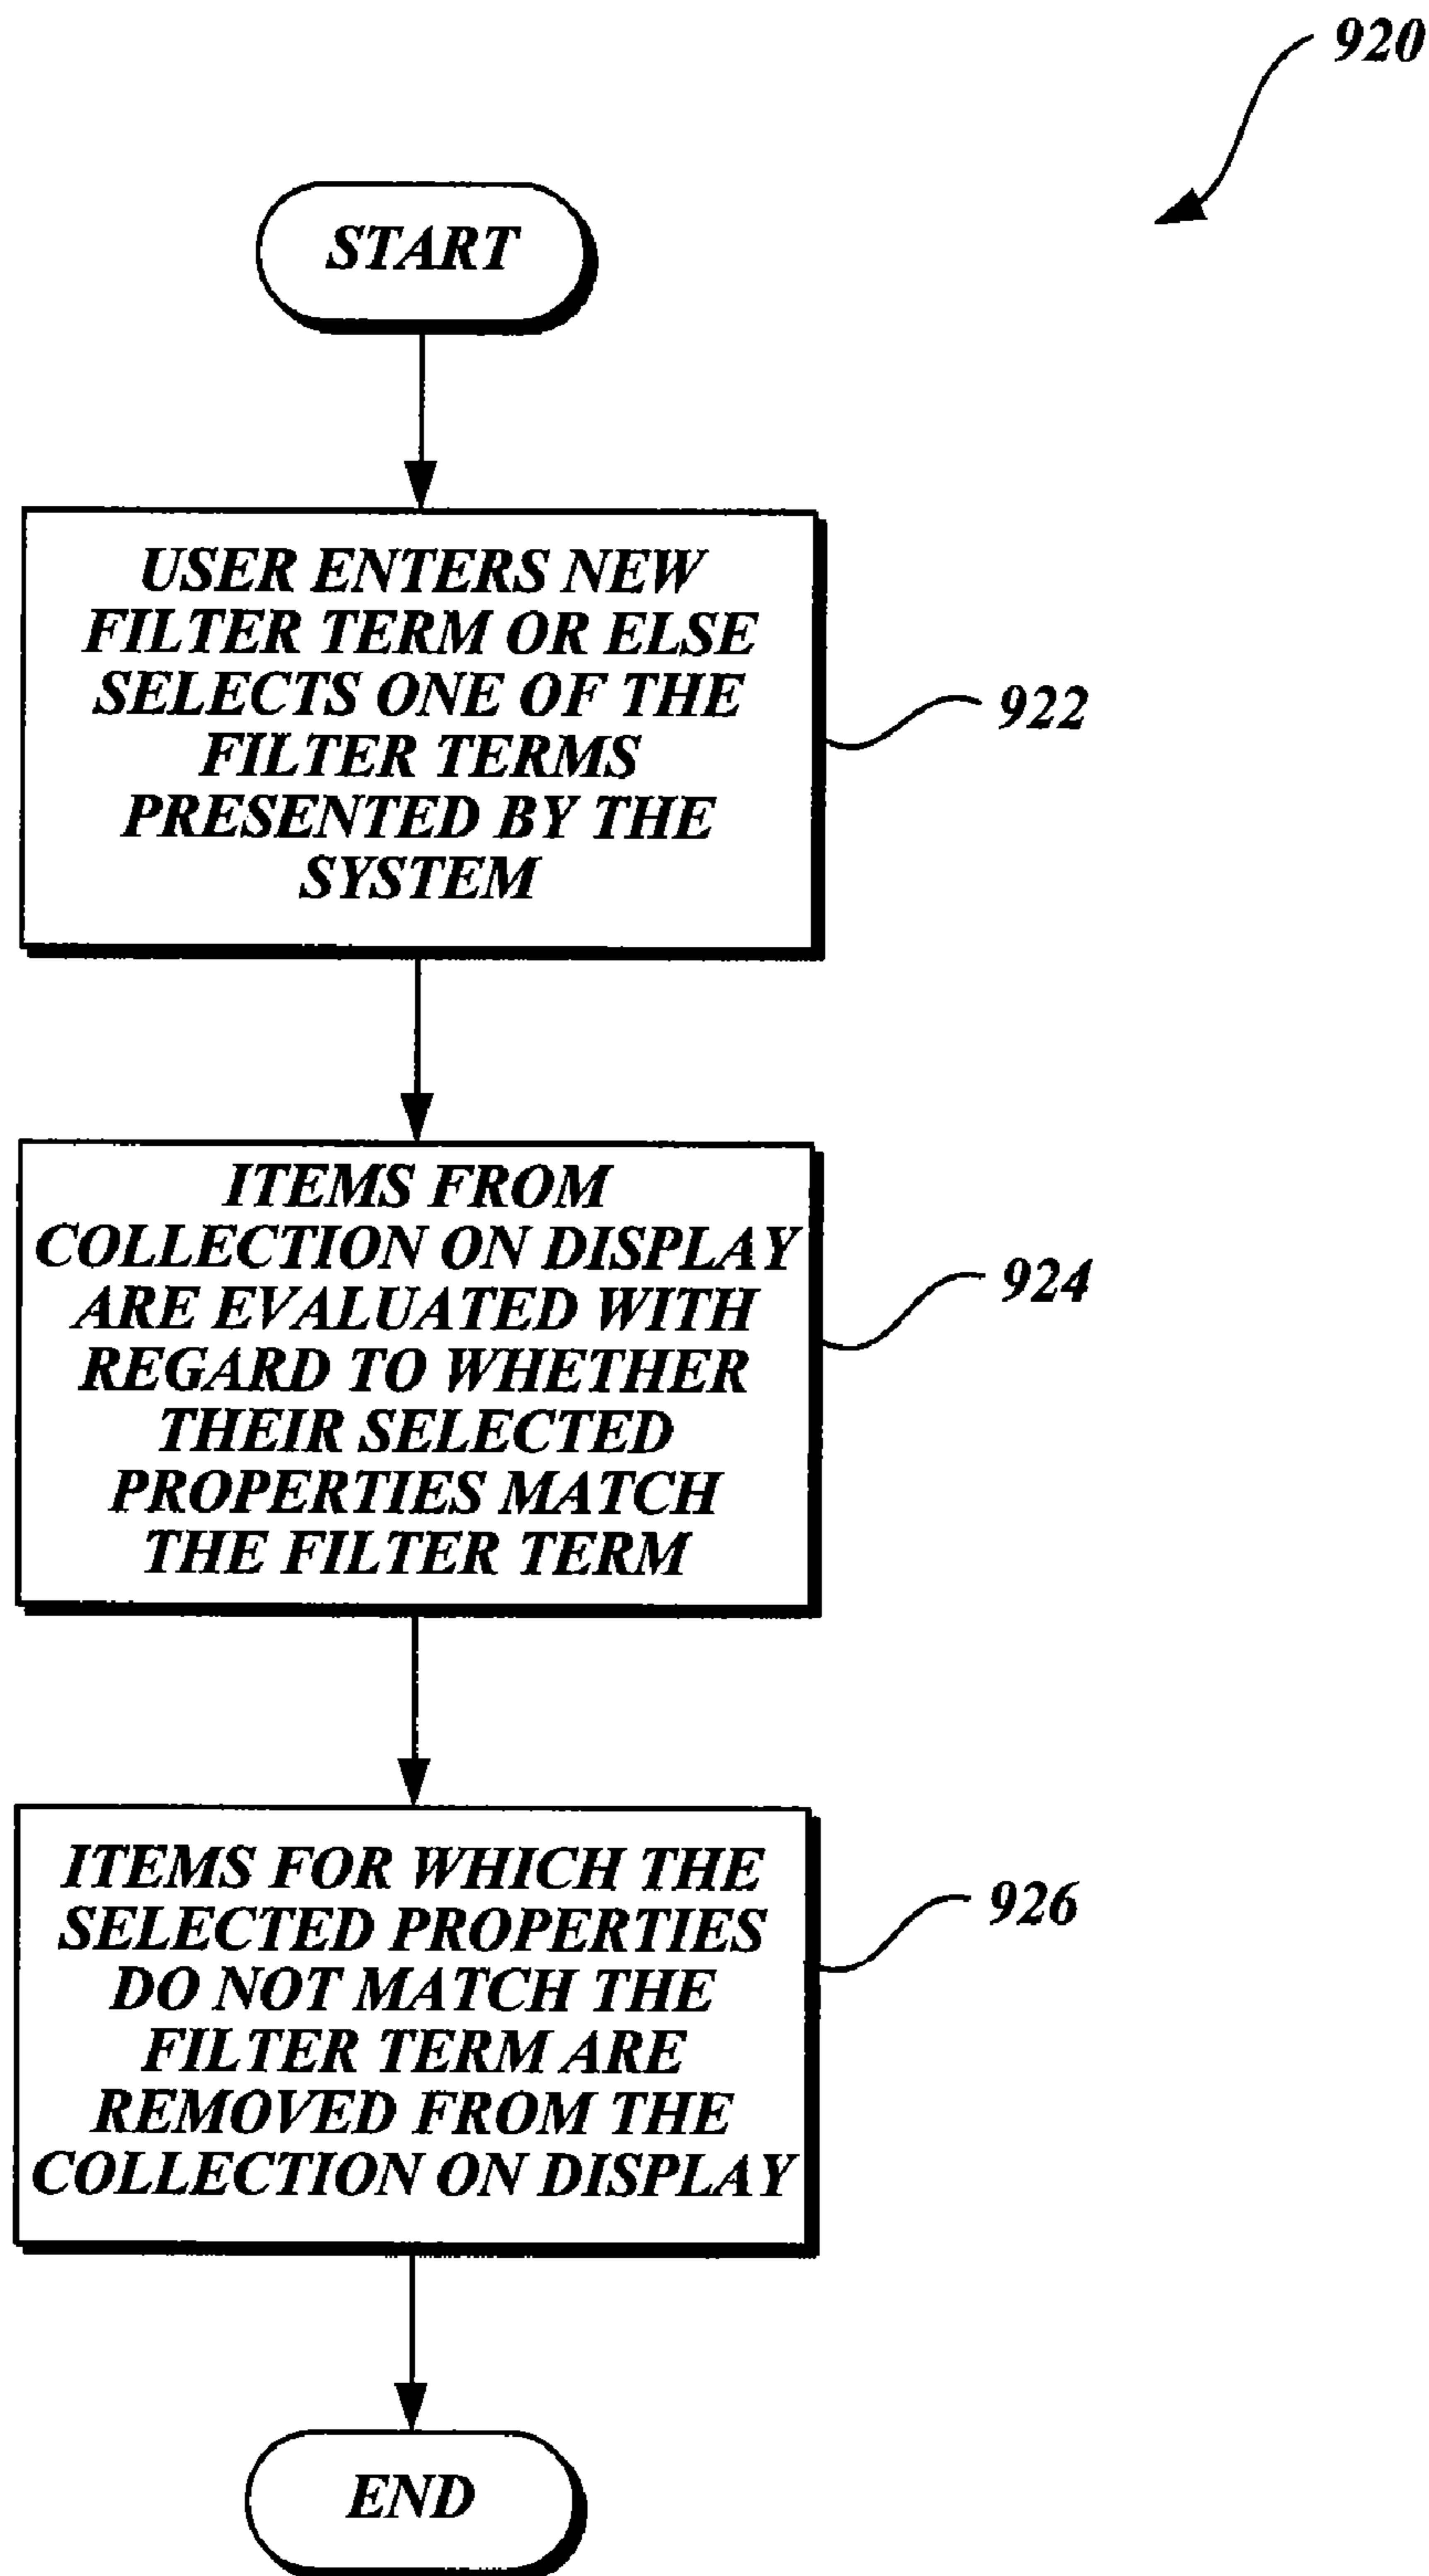 920
START
USER ENTERS NEW
FILTER TERM OR ELSE
SELECTS ONE OF THE
FILTER TERMS
PRESENTED BY THE
SYSTEM
922
ITEMS FROM
COLLECTION ON DISPLAY
ARE EVALUATED WITH
REGARD TO WHETHER
THEIR SELECTED
PROPERTIES MATCH
THE FILTER TERM
924
ITEMS FOR WHICH THE
SELECTED PROPERTIES
DO NOT MATCH THE
FILTER TERM ARE
REMOVED FROM THE
COLLECTION ON DISPLAY
926
END